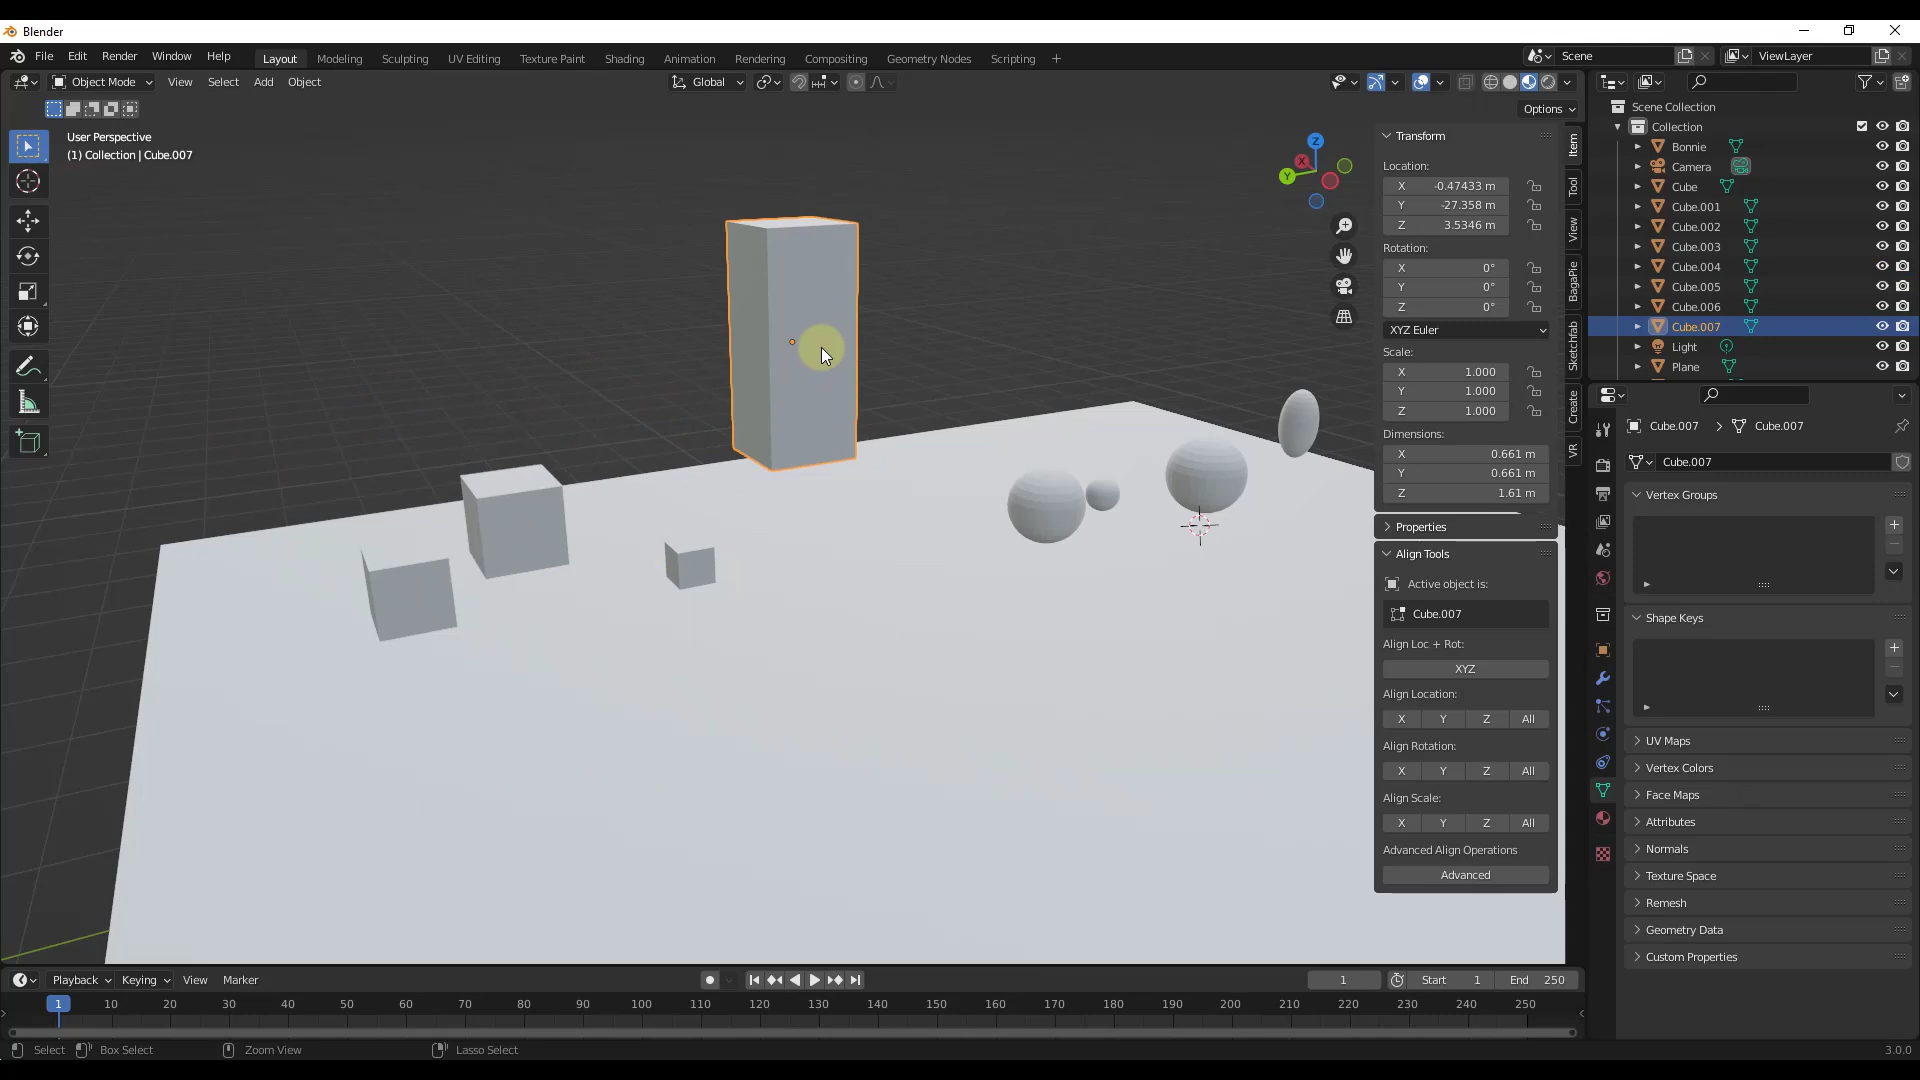 Blender
File Edit Render Window Help
Layout Modeling Sculpting UV Editing Texture Paint Shading Animation Rendering Compositing Geometry Nodes Scripting +
Scene
ViewLayer
Object Mode View Select Add Object
Global
Options
User Perspective
(1) Collection | Cube.007
Z
X
Y
Transform
Location:
X -0.47433 m
Y -27.358 m
Z 3.5346 m
Rotation:
X 0°
Y 0°
Z 0°
XYZ Euler
Scale:
X 1.000
Y 1.000
Z 1.000
Dimensions:
X 0.661 m
Y 0.661 m
Z 1.61 m
Properties
Align Tools
Active object is:
Cube.007
Align Loc + Rot:
XYZ
Align Location:
X Y Z All
Align Rotation:
X Y Z All
Align Scale:
X Y Z All
Advanced Align Operations
Advanced
Item
Tool
View
BagaPie
Sketchfab
Create
VR
Scene Collection
Collection
Bonnie
Camera
Cube
Cube.001
Cube.002
Cube.003
Cube.004
Cube.005
Cube.006
Cube.007
Light
Plane
Cube.007 > Cube.007
Cube.007
Vertex Groups
Shape Keys
UV Maps
Vertex Colors
Face Maps
Attributes
Normals
Texture Space
Remesh
Geometry Data
Custom Properties
Playback Keying View Marker
1
Start 1
End 250
1 10 20 30 40 50 60 70 80 90 100 110 120 130 140 150 160 170 180 190 200 210 220 230 240 250
Select Box Select Zoom View Lasso Select
3.0.0